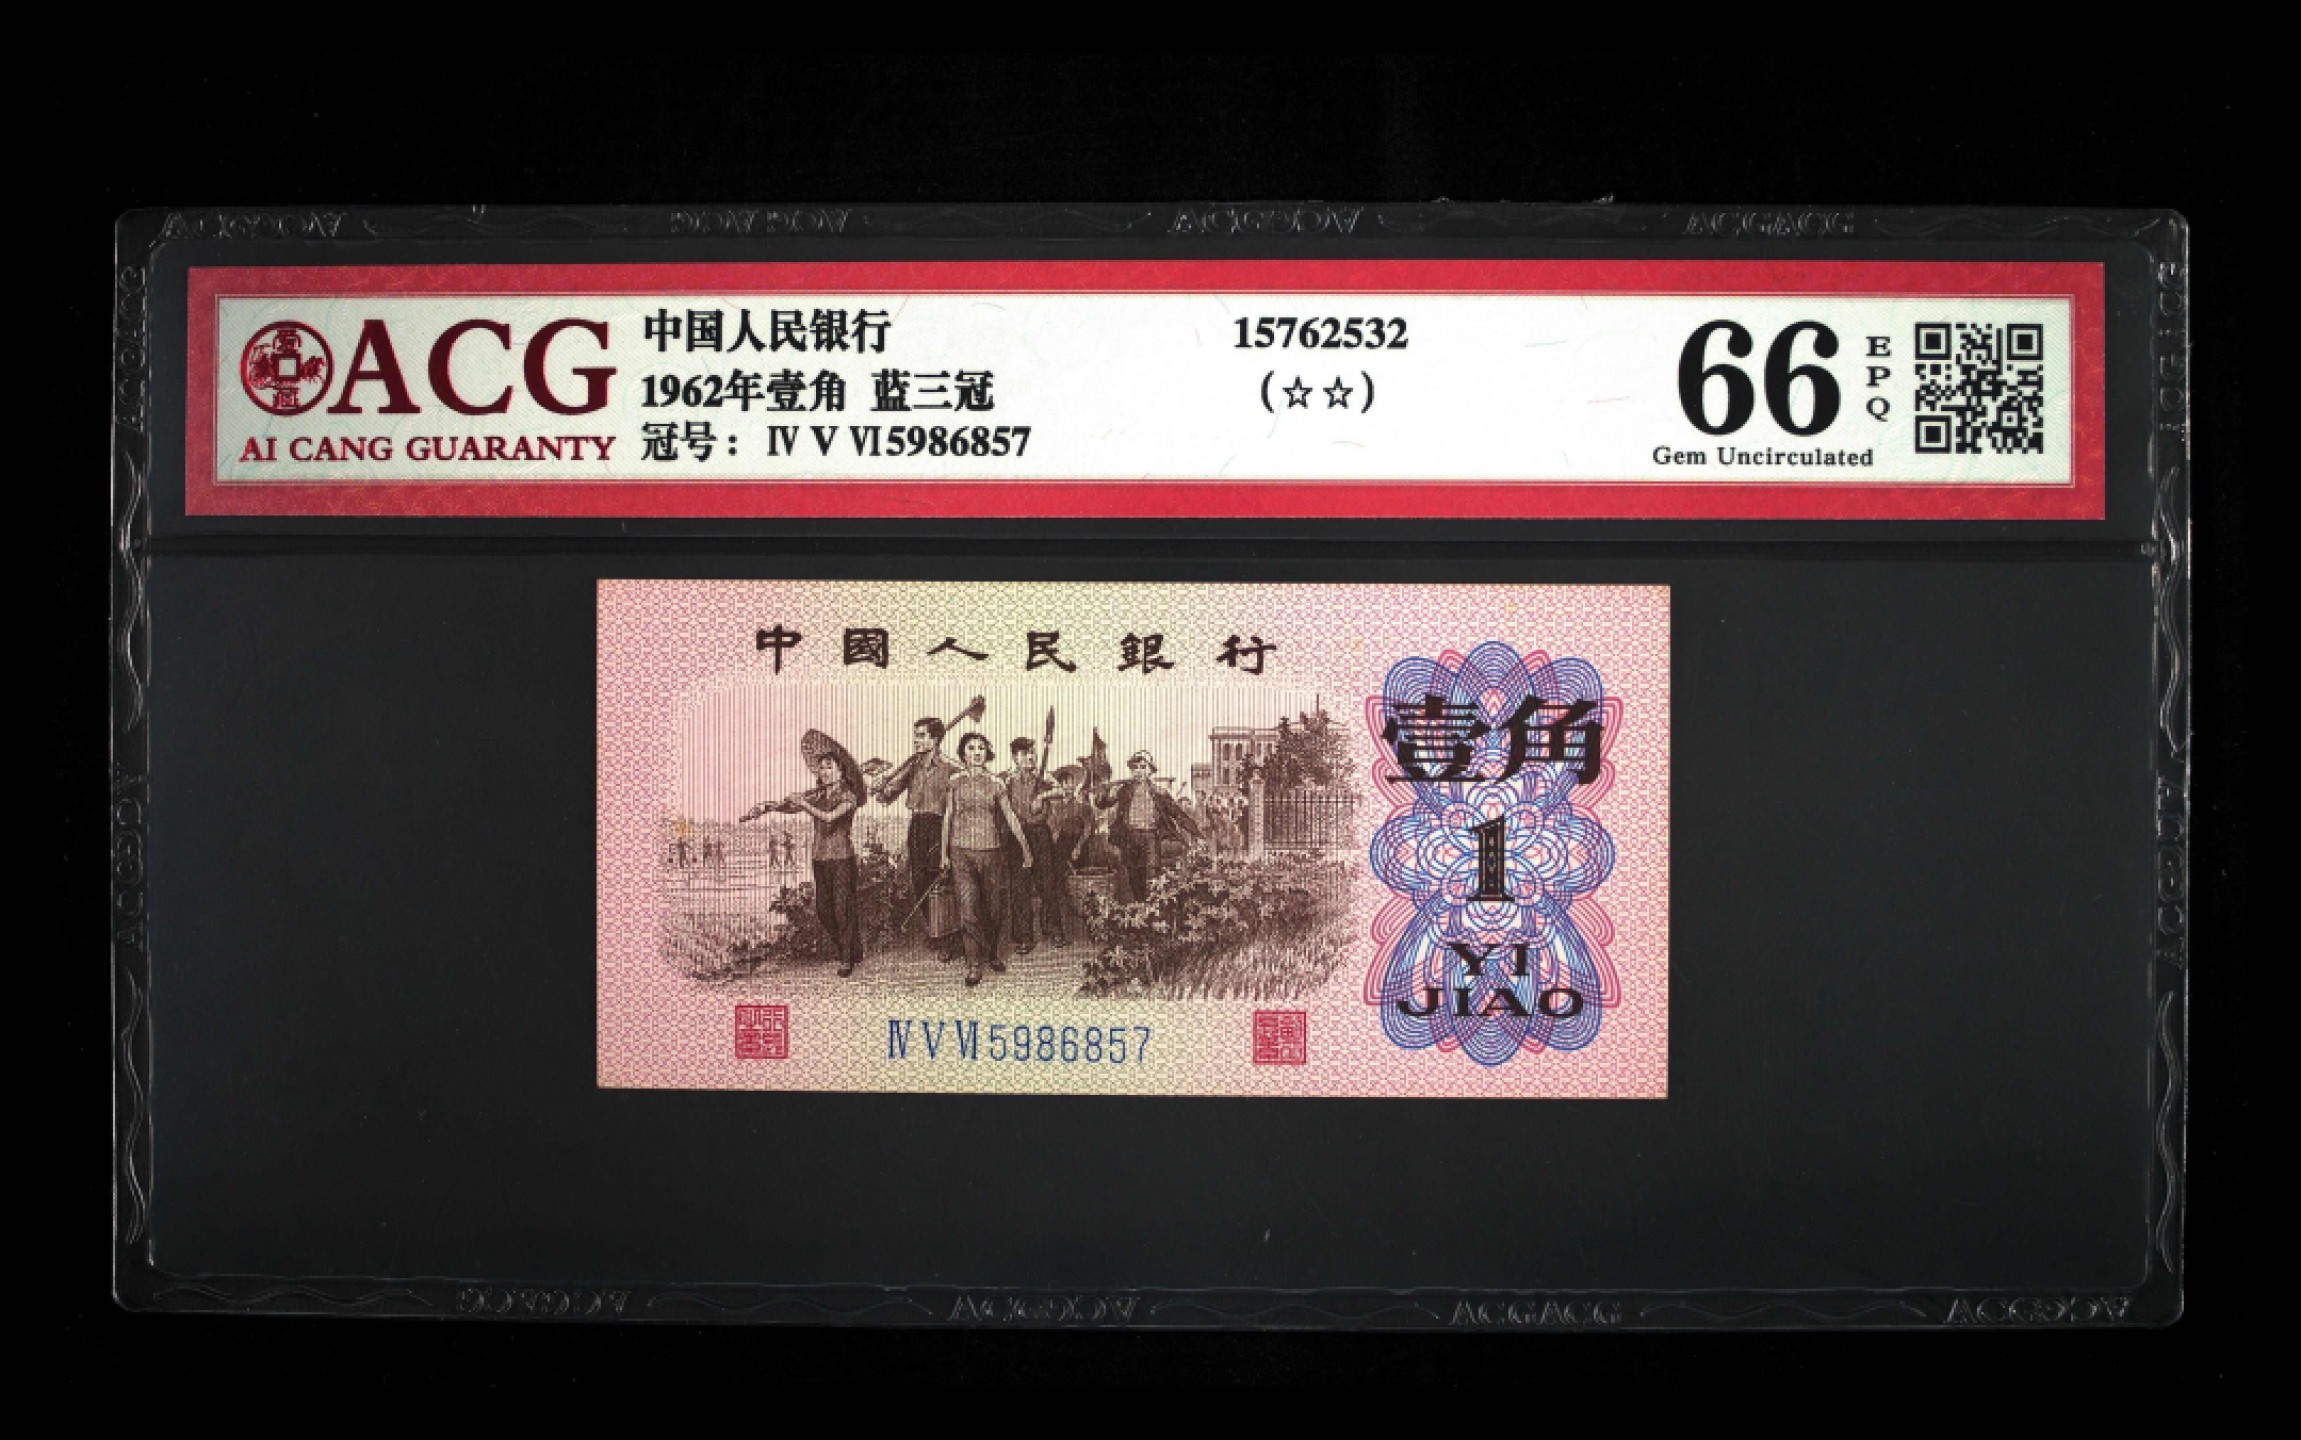 ACG
AI CANG GUARANTY
中国人民银行
1962年壹角 蓝三冠
冠号：Ⅳ Ⅴ Ⅵ5986857
15762532
(☆☆)
66
EPQ
Gem Uncirculated
中國人民銀行
壹角
1
YI
JIAO
ⅣⅤⅥ5986857